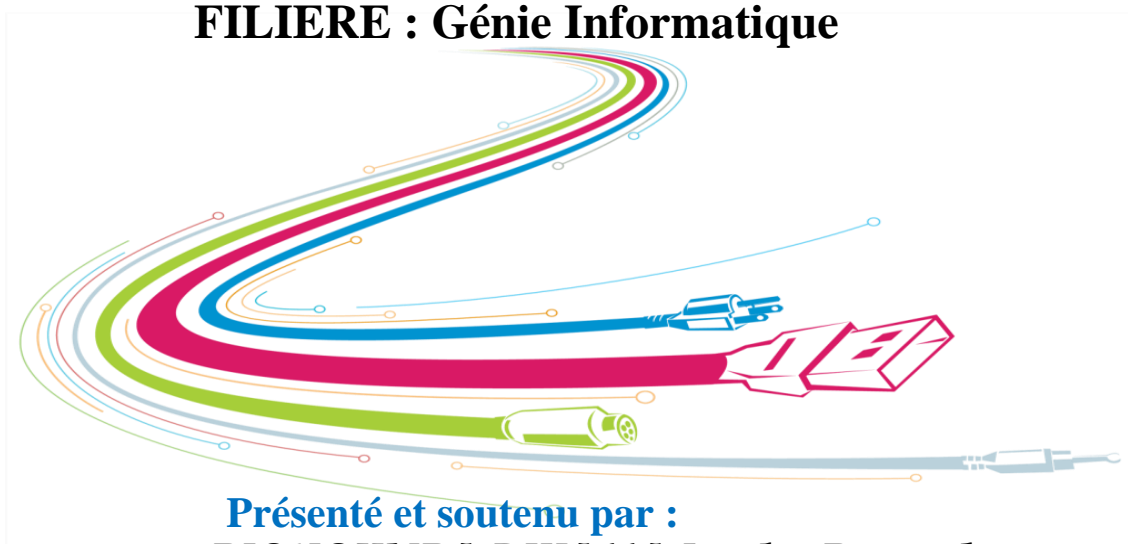 FILIERE : Génie Informatique
Présenté et soutenu par :